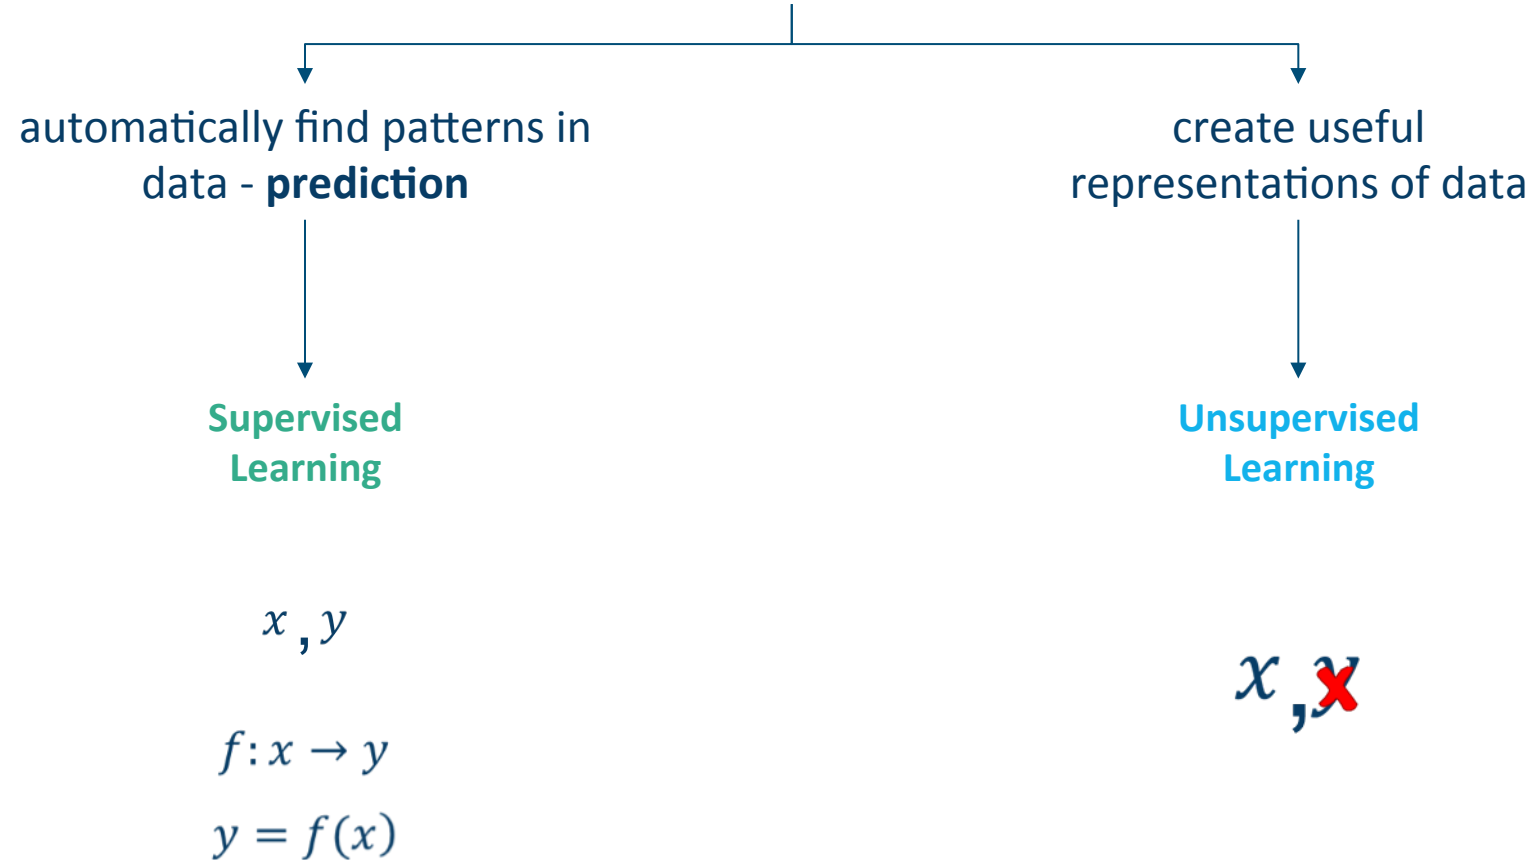 automatically find patterns in
data - prediction
create useful
representations of data
Supervised
Learning
Unsupervised
Learning
x , y
f: x → y
y = f(x)
x , y